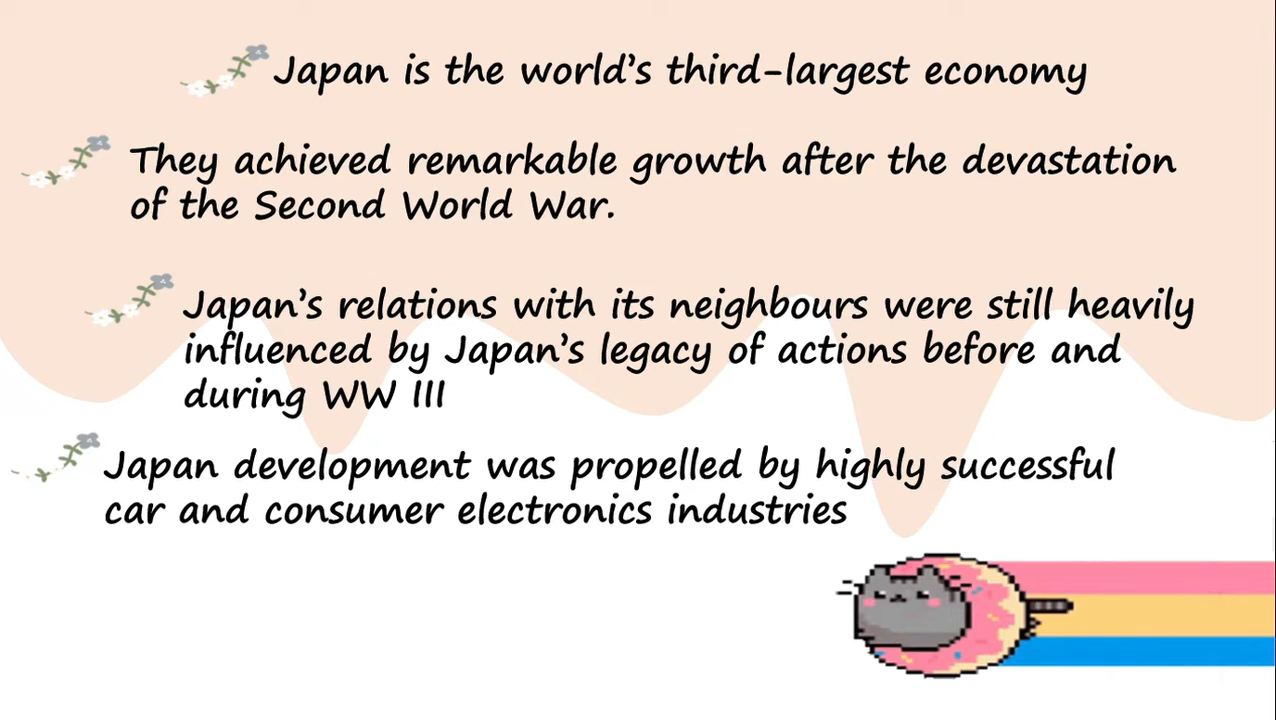 Japan is the world’s third-largest economy
They achieved remarkable growth after the devastation
of the Second World War.
Japan’s relations with its neighbours were still heavily
influenced by Japan’s legacy of actions before and
during WW III
Japan development was propelled by highly successful
car and consumer electronics industries